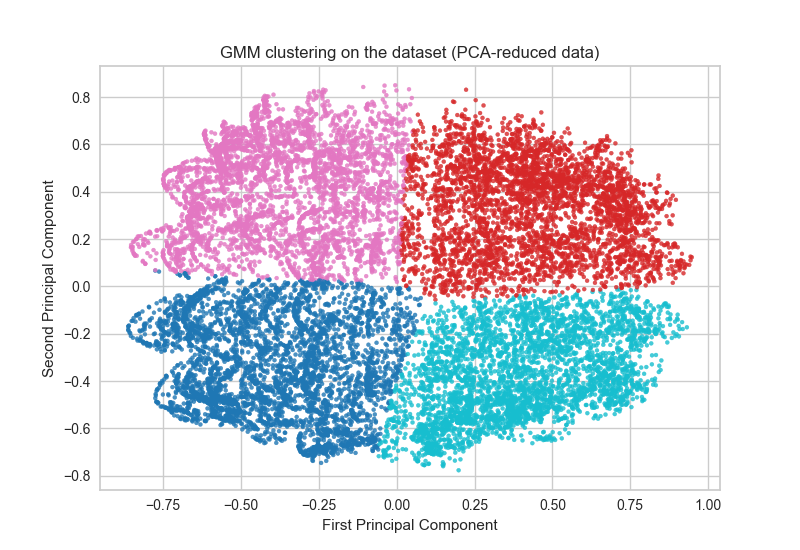 GMM clustering on the dataset (PCA-reduced data)
Second Principal Component
0.8
0.6
0.4
0.2
0.0
−0.2
−0.4
−0.6
−0.8
−0.75 −0.50 −0.25 0.00 0.25 0.50 0.75 1.00
First Principal Component